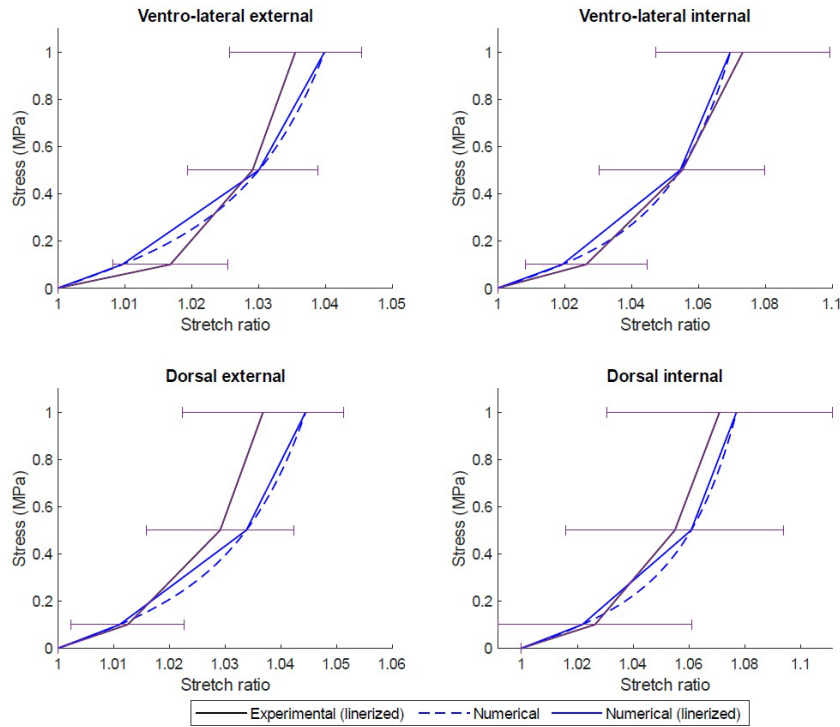 Ventro-lateral external
Stress (MPa)
1
0.8
0.6
0.4
0.2
0
1 1.01 1.02 1.03 1.04 1.05
Stretch ratio
Ventro-lateral internal
Stress (MPa)
1
0.8
0.6
0.4
0.2
0
1 1.02 1.04 1.06 1.08 1.1
Stretch ratio
Dorsal external
Stress (MPa)
1
0.8
0.6
0.4
0.2
0
1 1.01 1.02 1.03 1.04 1.05 1.06
Stretch ratio
Dorsal internal
Stress (MPa)
1
0.8
0.6
0.4
0.2
0
1 1.02 1.04 1.06 1.08 1.1
Stretch ratio
Experimental (linerized) Numerical Numerical (linerized)